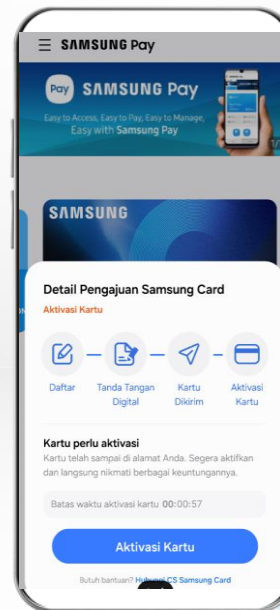 SAMSUNG Pay
Pay SAMSUNG Pay
Easy to Access, Easy to Pay, Easy to Manage,
Easy with Samsung Pay
SAMSUNG
Detail Pengajuan Samsung Card
Aktivasi Kartu
Daftar
Tanda Tangan
Digital
Kartu
Dikirim
Aktivasi
Kartu
Kartu perlu aktivasi
Kartu telah sampai di alamat Anda. Segera aktifkan
dan langsung nikmati berbagai keuntungannya.
Batas waktu aktivasi kartu 00:00:57
Aktivasi Kartu
Butuh bantuan? Hubungi CS Samsung Card